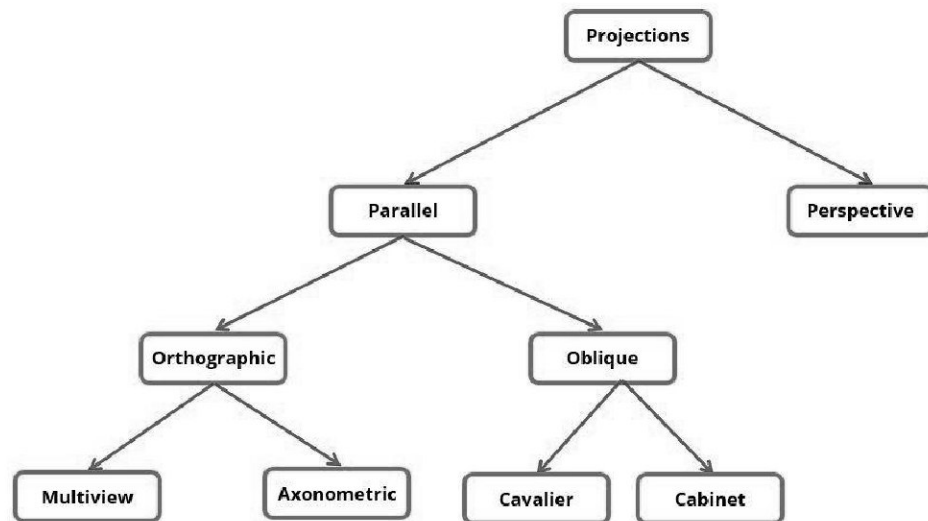 Projections
Parallel
Perspective
Orthographic
Oblique
Multiview
Axonometric
Cavalier
Cabinet